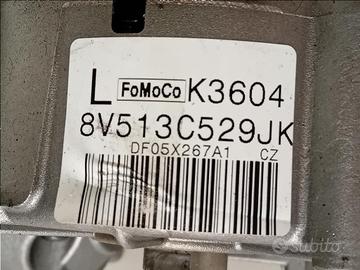 L FoMoCo K3604
8V513C529JK
DF05X267A1 CZ
subito